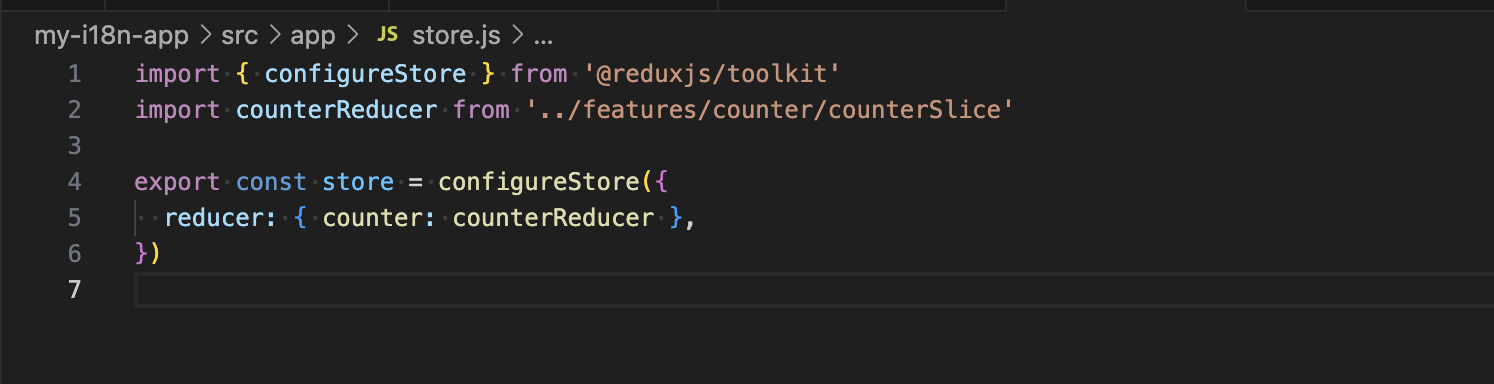 my-i18n-app > src > app > JS store.js > ...
1 import { configureStore } from '@reduxjs/toolkit'
2 import counterReducer from '../features/counter/counterSlice'
3
4 export const store = configureStore({
5   reducer: { counter: counterReducer },
6 })
7